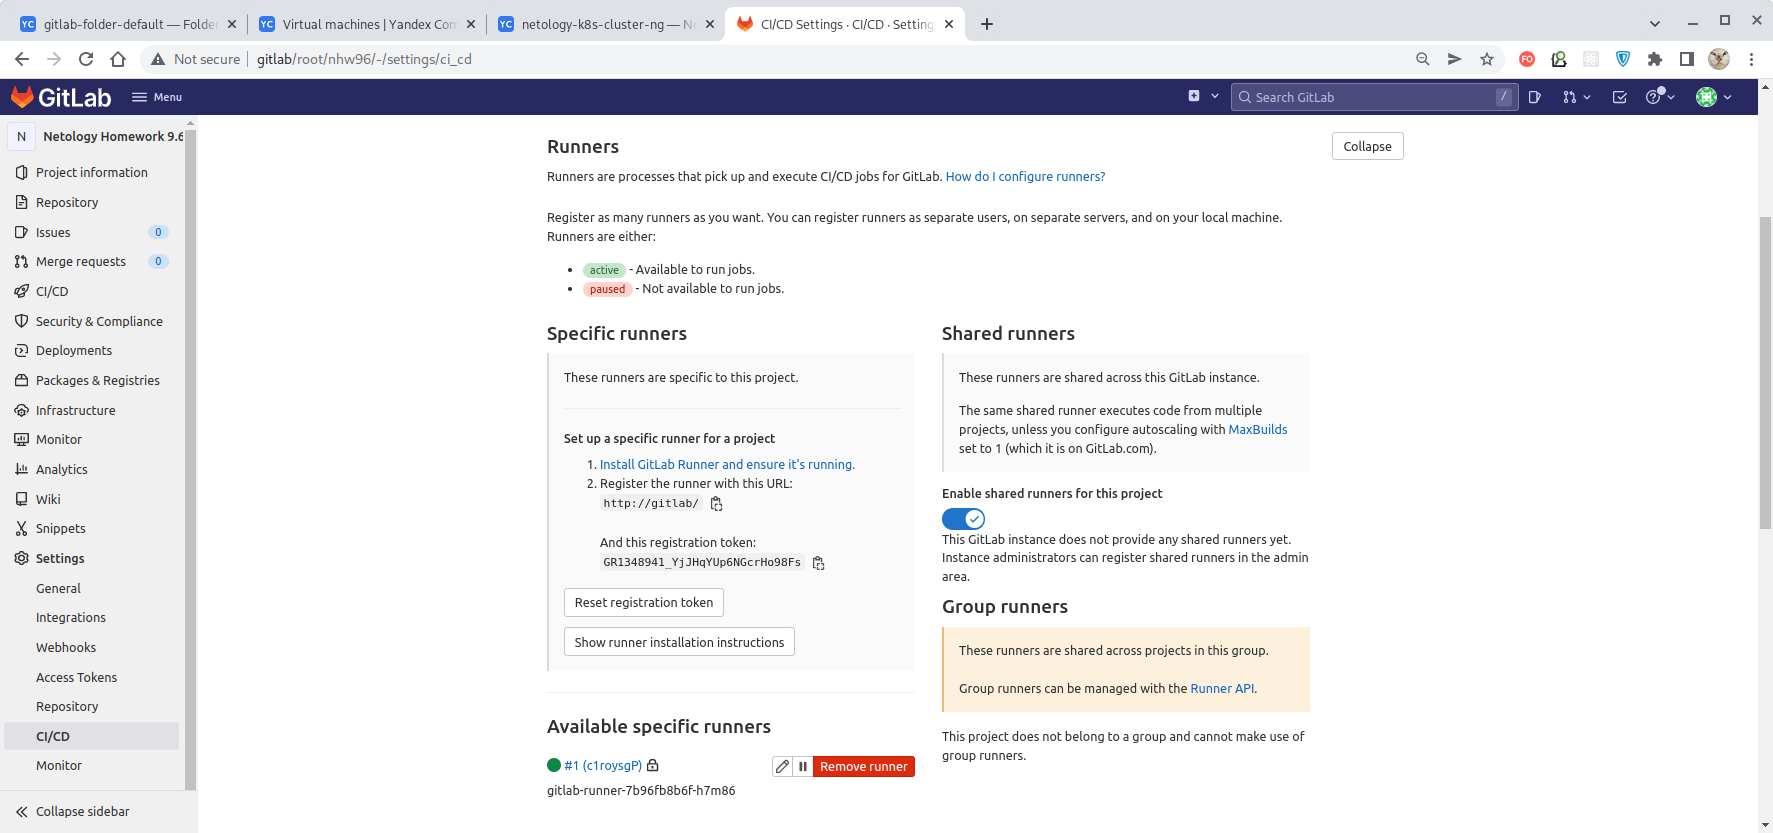 YC gitlab-folder-default — Folder
YC Virtual machines | Yandex Com
YC netology-k8s-cluster-ng — Ne
CI/CD Settings · CI/CD · Settings
Not secure
gitlab/root/nhw96/-/settings/ci_cd
FO
GitLab
Menu
Search GitLab
/
N Netology Homework 9.6
Project information
Repository
Issues 0
Merge requests 0
CI/CD
Security & Compliance
Deployments
Packages & Registries
Infrastructure
Monitor
Analytics
Wiki
Snippets
Settings
General
Integrations
Webhooks
Access Tokens
Repository
CI/CD
Monitor
Collapse sidebar
Runners
Collapse
Runners are processes that pick up and execute CI/CD jobs for GitLab. How do I configure runners?
Register as many runners as you want. You can register runners as separate users, on separate servers, and on your local machine.
Runners are either:
• active - Available to run jobs.
• paused - Not available to run jobs.
Specific runners
These runners are specific to this project.
Set up a specific runner for a project
1. Install GitLab Runner and ensure it's running.
2. Register the runner with this URL:
http://gitlab/
And this registration token:
GR1348941_YjJHqYUp6NGcrHo98Fs
Reset registration token
Show runner installation instructions
Available specific runners
#1 (c1roysgP)
Remove runner
gitlab-runner-7b96fb8b6f-h7m86
Shared runners
These runners are shared across this GitLab instance.
The same shared runner executes code from multiple
projects, unless you configure autoscaling with MaxBuilds
set to 1 (which it is on GitLab.com).
Enable shared runners for this project
This GitLab instance does not provide any shared runners yet.
Instance administrators can register shared runners in the admin
area.
Group runners
These runners are shared across projects in this group.
Group runners can be managed with the Runner API.
This project does not belong to a group and cannot make use of
group runners.